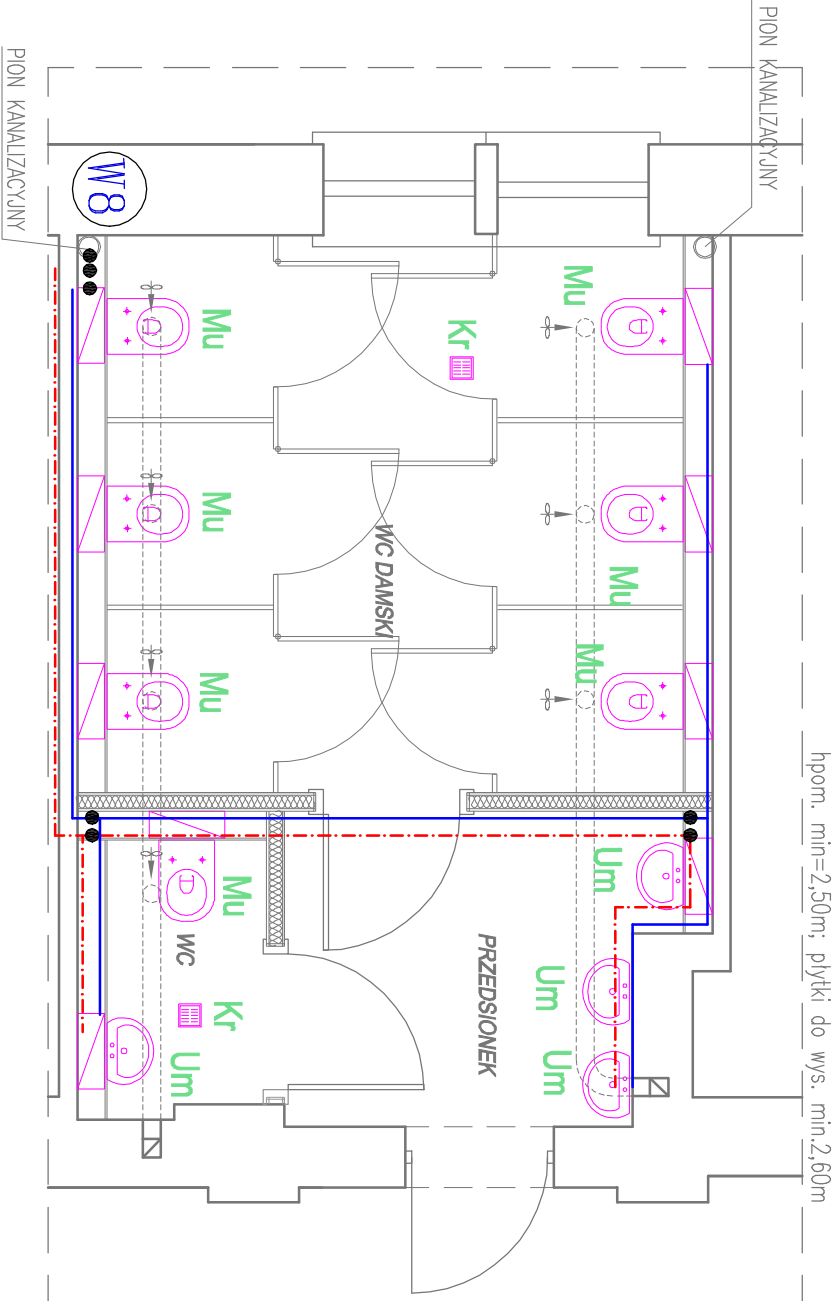 PION KANALIZACYJNY
hpom. min=2,50m; płytki do wys. min.2,60m
Mu
Mu
Mu
Um
Um
Um
Kr
WC DAMSKI
PRZEDSIONEK
Mu
Mu
Mu
Mu
WC
Kr
Um
W8
PION KANALIZACYJNY